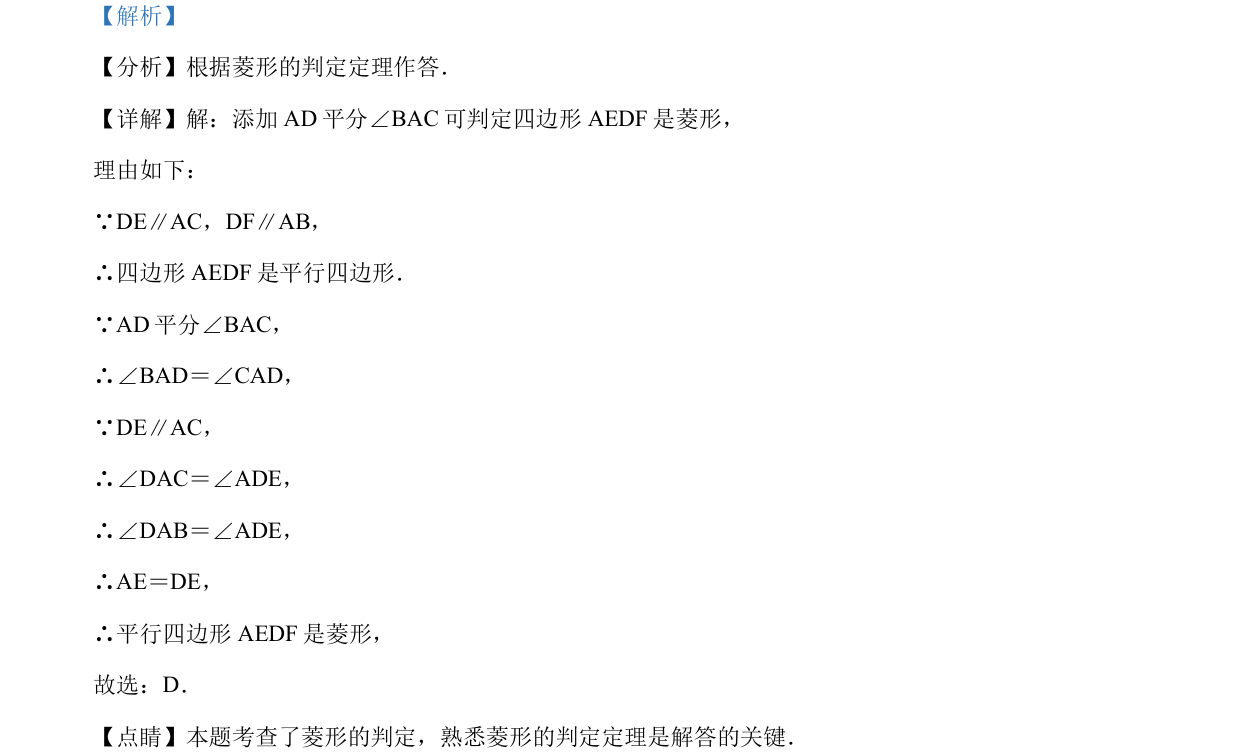 【解析】
【分析】根据菱形的判定定理作答．
【详解】解：添加 AD 平分∠BAC 可判定四边形 AEDF 是菱形，
理由如下：
∵DE∥AC，DF∥AB，
∴四边形 AEDF 是平行四边形．
∵AD 平分∠BAC，
∴∠BAD＝∠CAD，
∵DE∥AC，
∴∠DAC＝∠ADE，
∴∠DAB＝∠ADE，
∴AE＝DE，
∴平行四边形 AEDF 是菱形，
故选：D．
【点睛】本题考查了菱形的判定，熟悉菱形的判定定理是解答的关键．